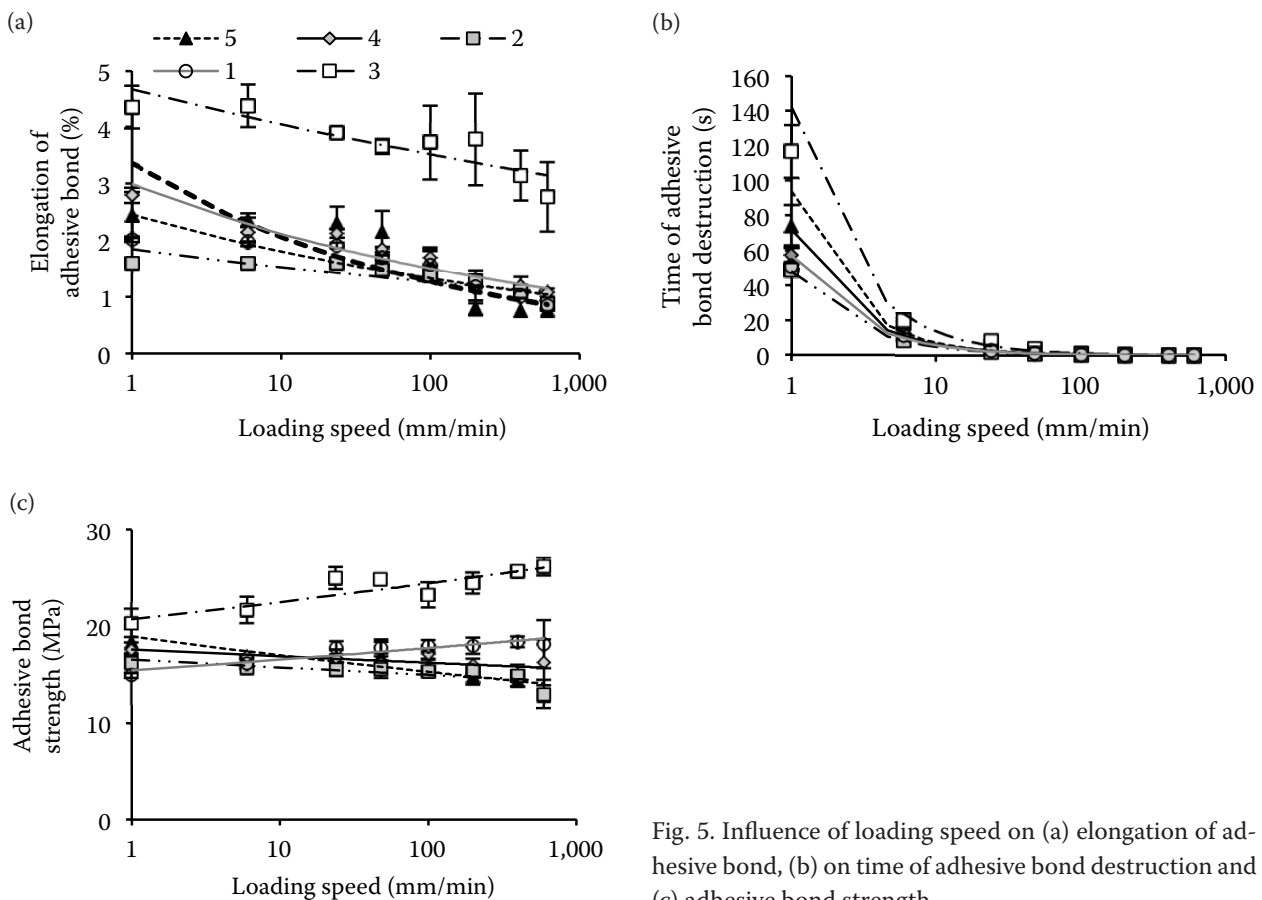 (a)
5 4 2
1 3
5
4
3
2
1
0
Elongation of
adhesive bond (%)
1 10 100 1,000
Loading speed (mm/min)
(b)
160
140
120
100
80
60
40
20
0
Time of adhesive
bond destruction (s)
1 10 100 1,000
Loading speed (mm/min)
(c)
30
20
10
0
Adhesive bond
strength (MPa)
1 10 100 1,000
Loading speed (mm/min)
Fig. 5. Influence of loading speed on (a) elongation of ad-
hesive bond, (b) on time of adhesive bond destruction and
(c) adhesive bond strength